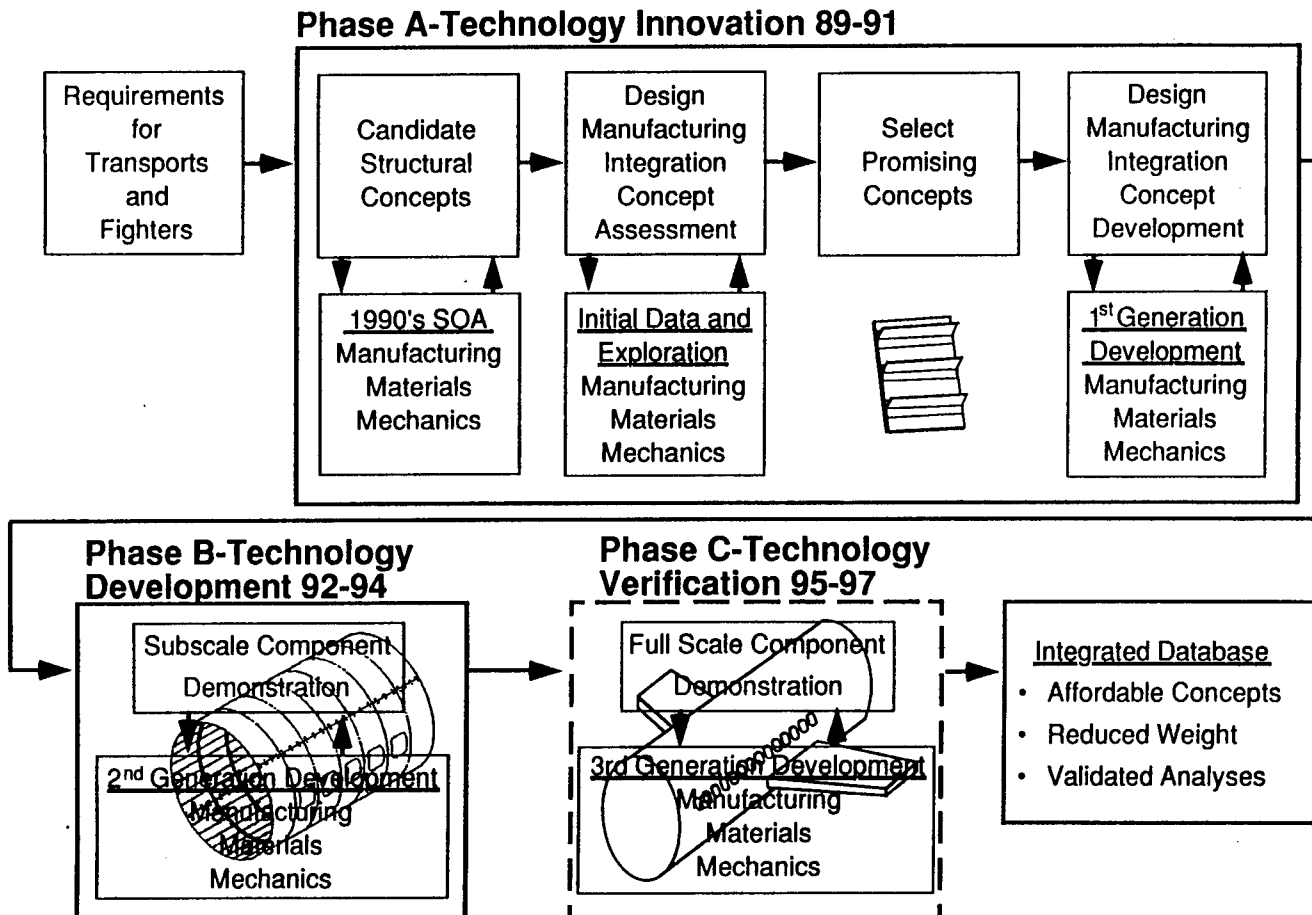 Phase A-Technology Innovation 89-91
Requirements
for
Transports
and
Fighters
Candidate
Structural
Concepts
Design
Manufacturing
Integration
Concept
Assessment
Select
Promising
Concepts
Design
Manufacturing
Integration
Concept
Development
1990's SOA
Manufacturing
Materials
Mechanics
Initial Data and
Exploration
Manufacturing
Materials
Mechanics
1st Generation
Development
Manufacturing
Materials
Mechanics
Phase B-Technology
Development 92-94
Subscale Component
Demonstration
2nd Generation Development
Manufacturing
Materials
Mechanics
Phase C-Technology
Verification 95-97
Full Scale Component
Demonstration
3rd Generation Development
Manufacturing
Materials
Mechanics
Integrated Database
• Affordable Concepts
• Reduced Weight
• Validated Analyses